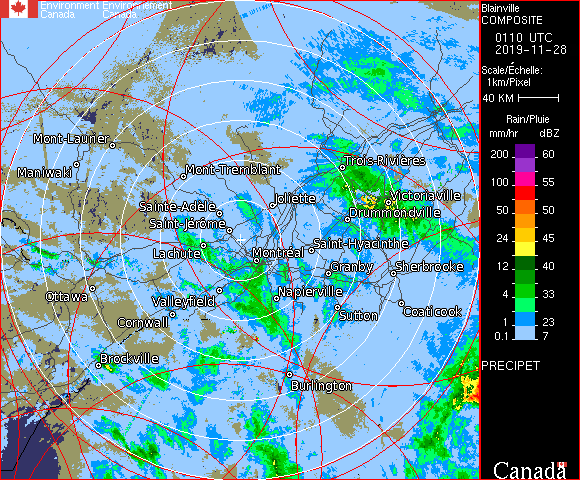 Environment Environnement
Canada Canada
Blainville
COMPOSITE
0110 UTC
2019-11-28
Scale/Échelle:
1km/Pixel
40 KM
Rain/Pluie
mm/hr dBZ
200 60
100 55
50 50
24 45
12 40
4 33
1 23
0.1 7
PRECIPET
Canada
Mont-Laurier
Maniwaki
Mont-Tremblant
Trois-Rivières
Sainte-Adele
Joliette
Victoriaville
Drummondville
Saint-Jérôme
Lachute
Montréal
Saint-Hyacinthe
Granby
Sherbrooke
Ottawa
Valleyfield
Napierville
Sutton
Coaticook
Cornwall
Brockville
Burlington